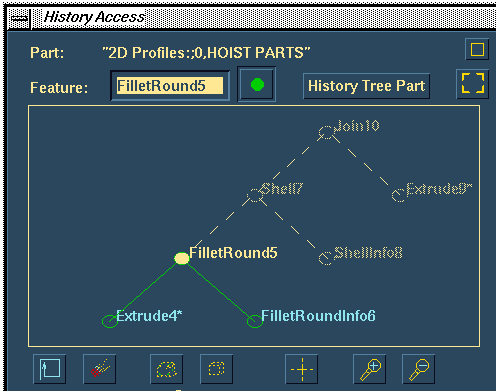 History Access
Part: "2D Profiles:;0,HOIST PARTS"
Feature: FilletRound5 History Tree Part
Join10
Shell7 Extrude9*
FilletRound5 ShellInfo8
Extrude4* FilletRoundInfo6